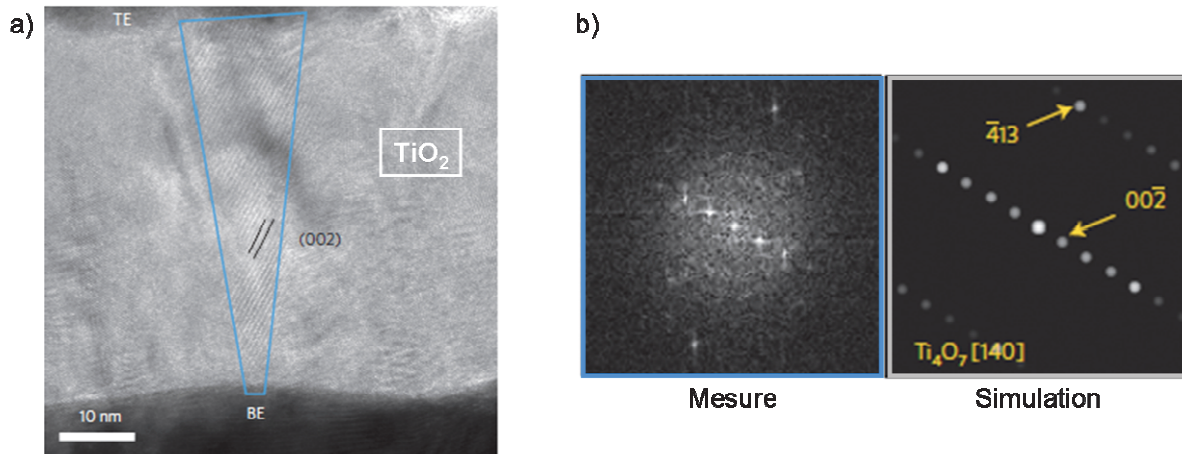 a)
TE
TiO₂
(002)
10 nm
BE
b)
4̄13
002̄
Ti₄O₇ [140]
Mesure
Simulation